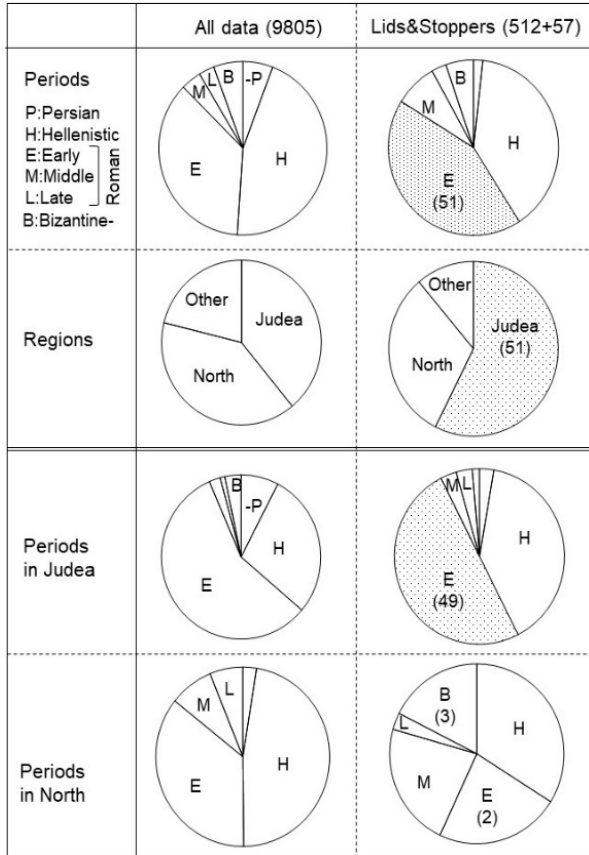 All data (9805)
Lids&Stoppers (512+57)
Periods
P:Persian
H:Hellenistic
E:Early
M:Middle
L:Late
Roman
B:Bizantine-
M
L
B
-P
E
H
M
B
H
E
(51)
Regions
Other
Judea
North
Other
Judea
(51)
North
Periods
in Judea
B
-P
H
E
M
L
H
E
(49)
Periods
in North
M
L
H
E
B
(3)
L
H
M
E
(2)